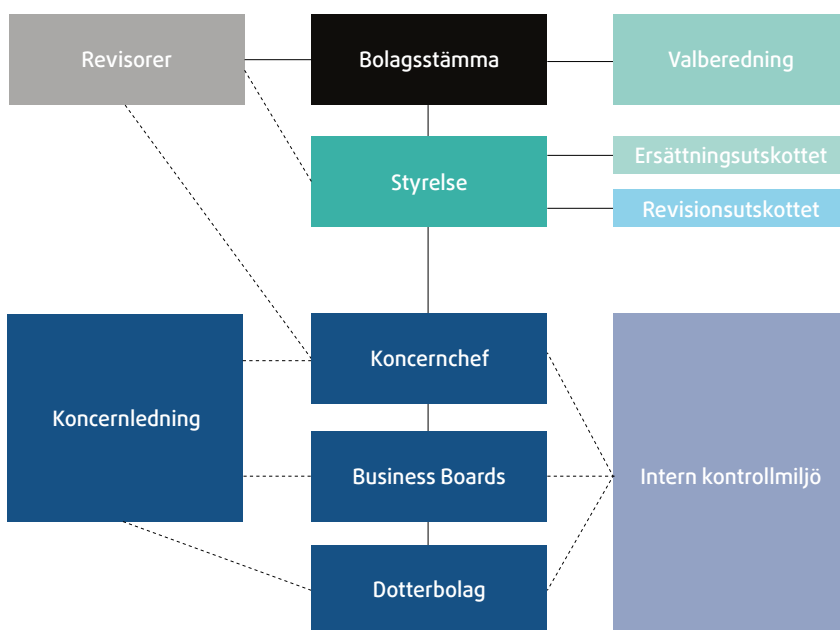 Revisorer
Bolagsstämma
Valberedning
Styrelse
Ersättningsutskottet
Revisionsutskottet
Koncernledning
Koncernchef
Business Boards
Intern kontrollmiljö
Dotterbolag